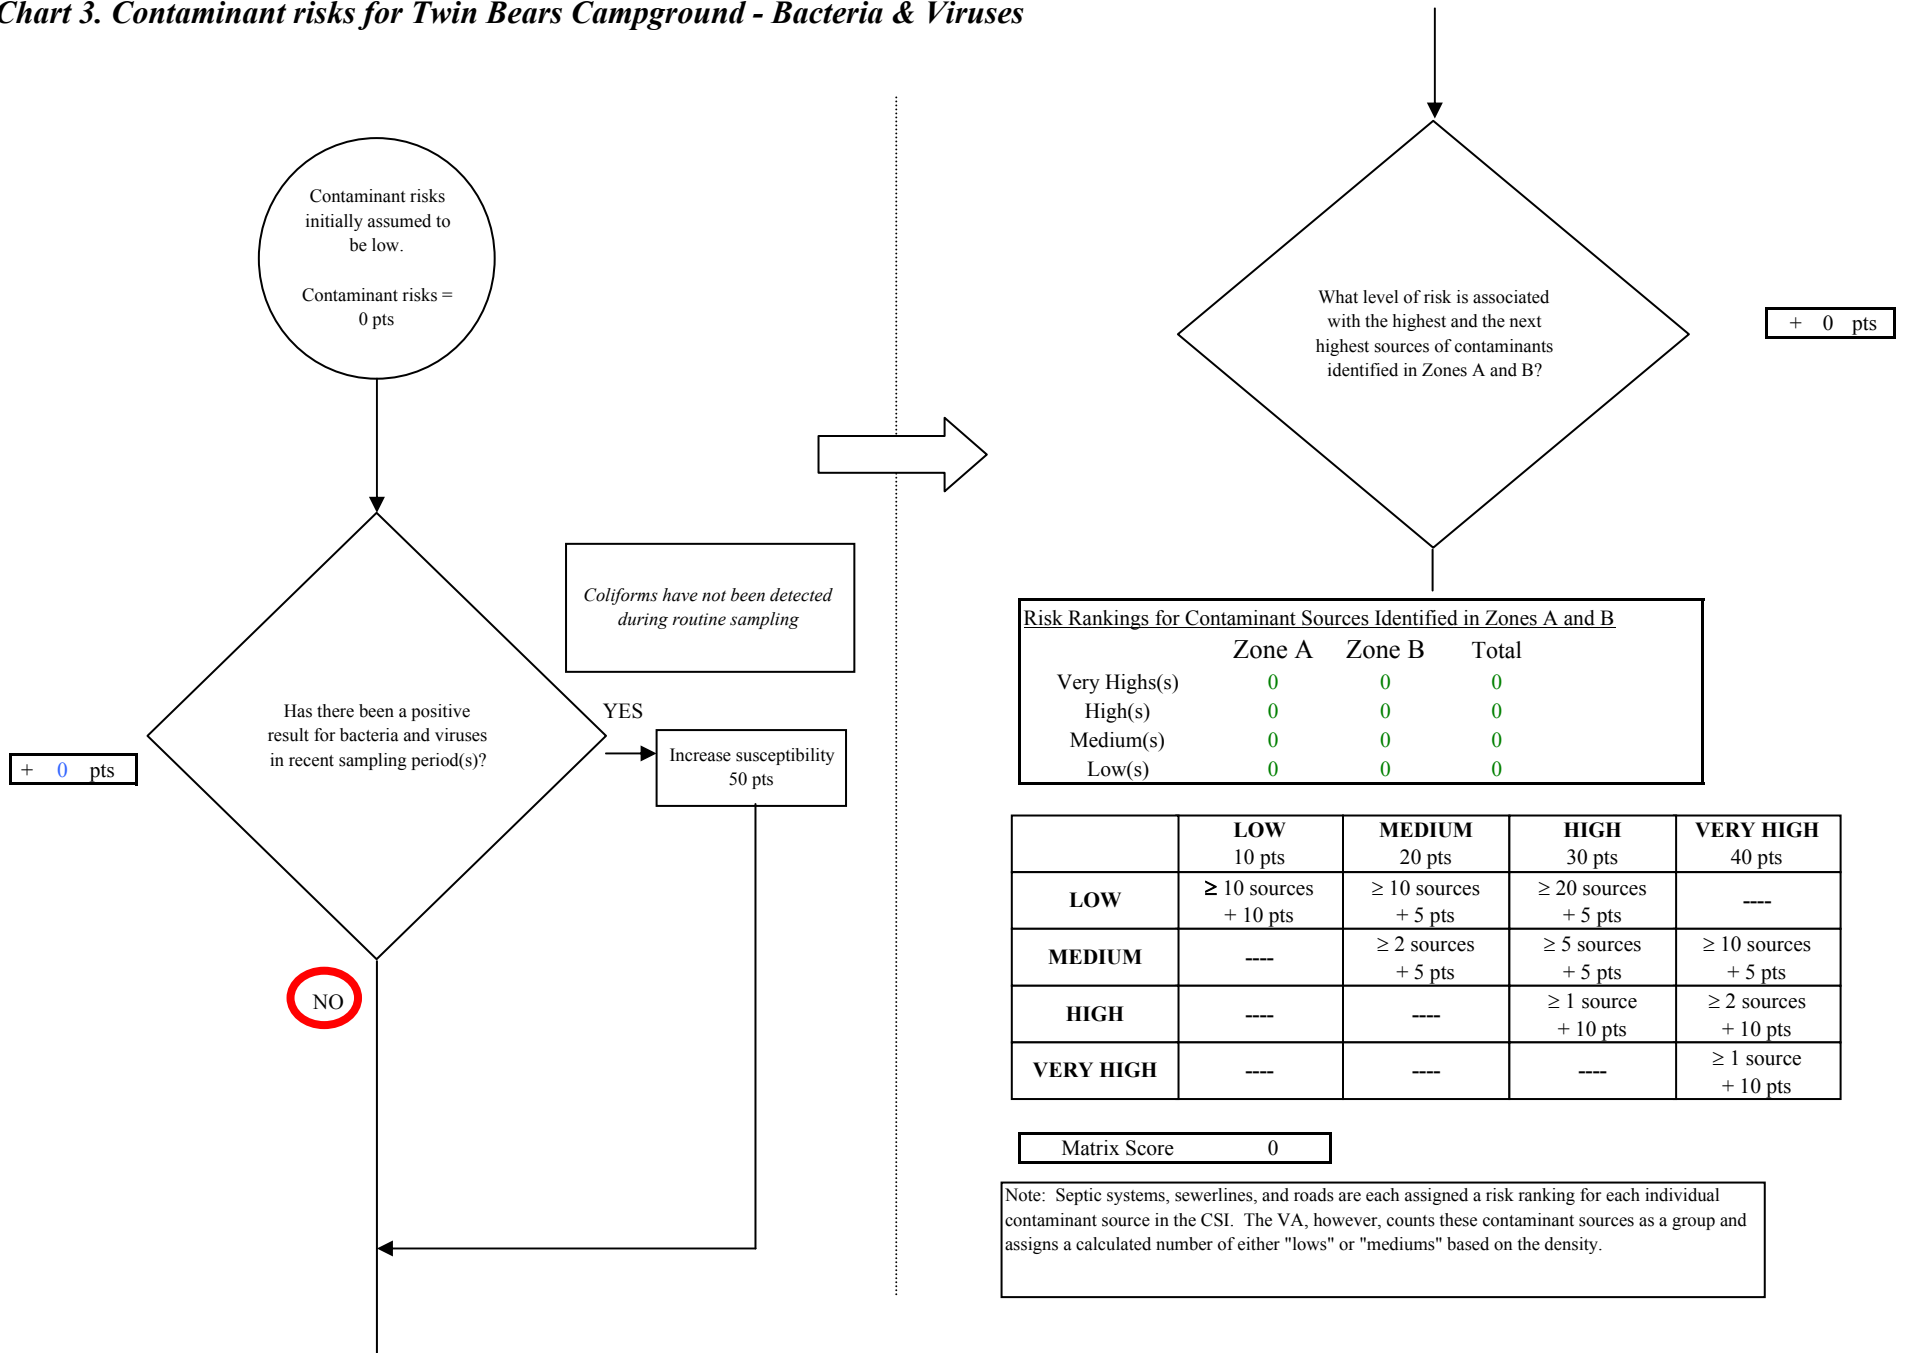 Chart 3. Contaminant risks for Twin Bears Campground - Bacteria & Viruses
Contaminant risks
initially assumed to
be low.
Contaminant risks =
0 pts
Coliforms have not been detected
during routine sampling
Has there been a positive
result for bacteria and viruses
in recent sampling period(s)?
+ 0 pts
YES
Increase susceptibility
50 pts
NO
What level of risk is associated
with the highest and the next
highest sources of contaminants
identified in Zones A and B?
+ 0 pts
Risk Rankings for Contaminant Sources Identified in Zones A and B
Zone A Zone B Total
Very Highs(s) 0 0 0
High(s) 0 0 0
Medium(s) 0 0 0
Low(s) 0 0 0
LOW MEDIUM HIGH VERY HIGH
10 pts 20 pts 30 pts 40 pts
LOW ≥ 10 sources ≥ 10 sources ≥ 20 sources ----
+ 10 pts + 5 pts + 5 pts
MEDIUM ---- ≥ 2 sources ≥ 5 sources ≥ 10 sources
+ 5 pts + 5 pts + 5 pts
HIGH ---- ---- ≥ 1 source ≥ 2 sources
+ 10 pts + 10 pts
VERY HIGH ---- ---- ---- ≥ 1 source
+ 10 pts
Matrix Score 0
Note: Septic systems, sewerlines, and roads are each assigned a risk ranking for each individual
contaminant source in the CSI. The VA, however, counts these contaminant sources as a group and
assigns a calculated number of either "lows" or "mediums" based on the density.